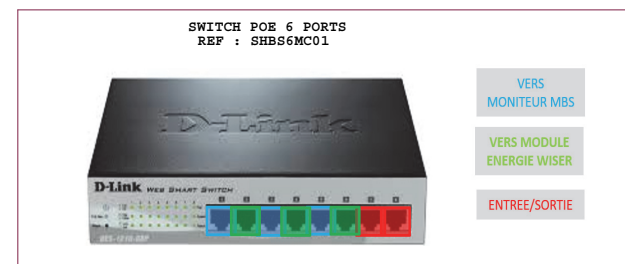 SWITCH POE 6 PORTS
REF : SHBS6MC01
VERS
MONITEUR MBS
D-Link
VERS MODULE
ENERGIE WISER
D-Link WEB SMART SWITCH
ENTREE/SORTIE